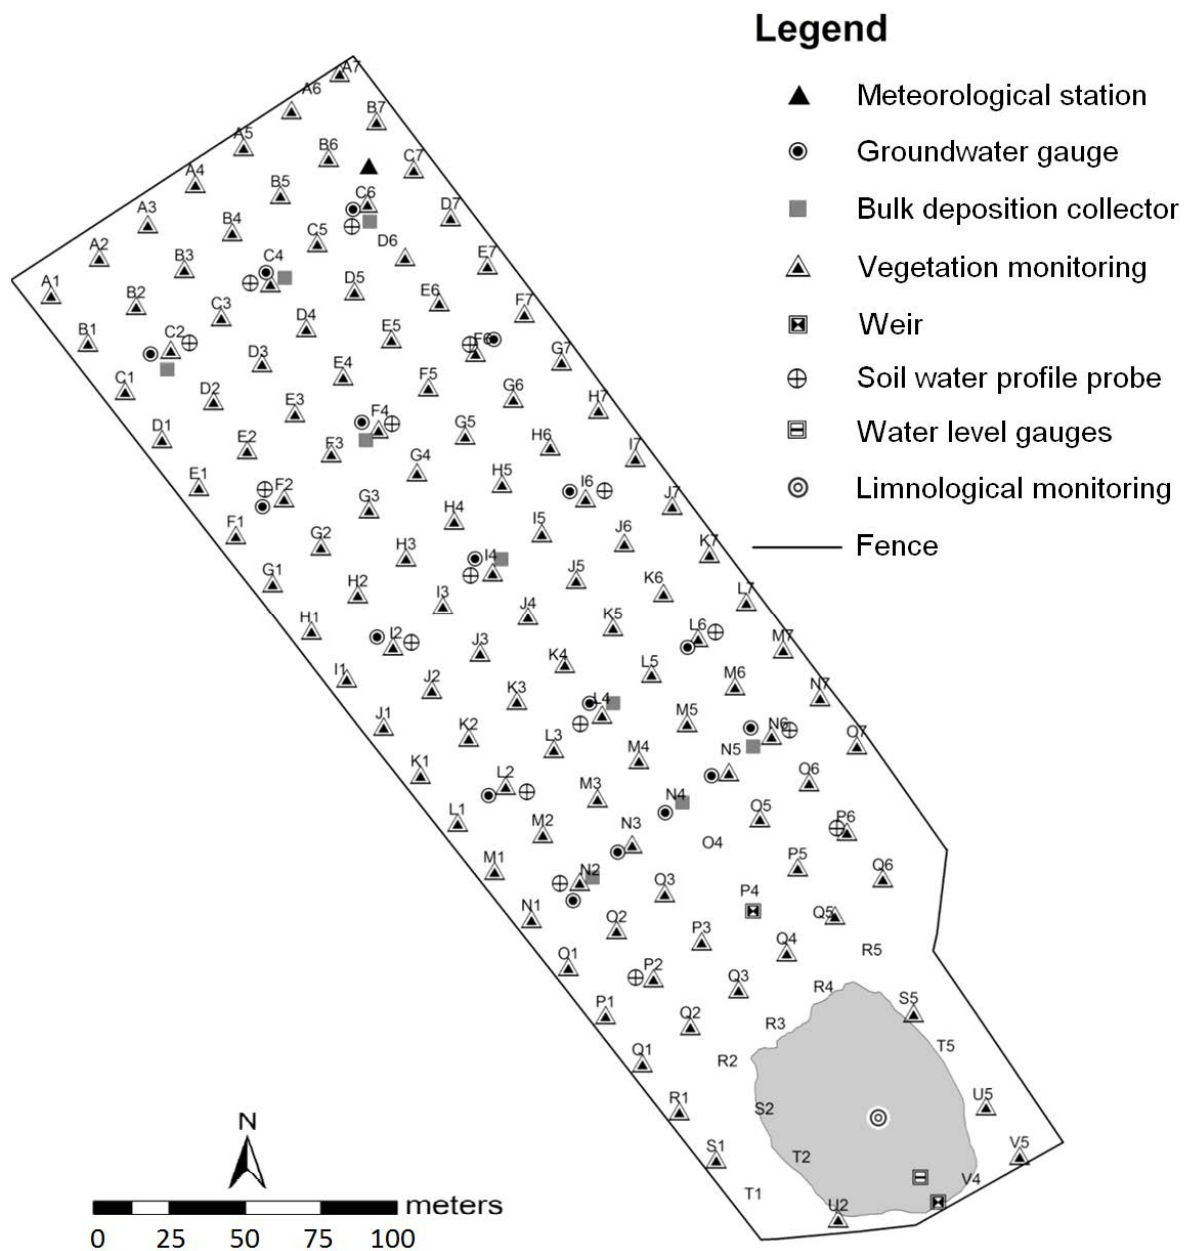 Legend
Meteorological station
Groundwater gauge
Bulk deposition collector
Vegetation monitoring
Weir
Soil water profile probe
Water level gauges
Limnological monitoring
Fence
A7
A6
B7
A5
B6
C7
A4
B5
C6
D7
A3
B4
C5
D6
E7
A2
B3
C4
D5
E6
F7
A1
B2
C3
D4
E5
F6
G7
B1
C2
D3
E4
F5
G6
H7
C1
D2
E3
F4
G5
H6
I7
D1
E2
F3
G4
H5
I6
J7
E1
F2
G3
H4
I5
J6
K7
F1
G2
H3
I4
J5
K6
L7
G1
H2
I3
J4
K5
L6
M7
H1
I2
J3
K4
L5
M6
N7
I1
J2
K3
L4
M5
N6
O7
J1
K2
L3
M4
N5
O6
K1
L2
M3
N4
O5
P6
L1
M2
N3
O4
P5
Q6
M1
N2
O3
P4
Q5
N1
O2
P3
Q4
R5
O1
P2
Q3
R4
S5
P1
Q2
R3
T5
Q1
R2
U5
R1
S2
V5
S1
T2
V4
T1
U2
N
meters
0 25 50 75 100